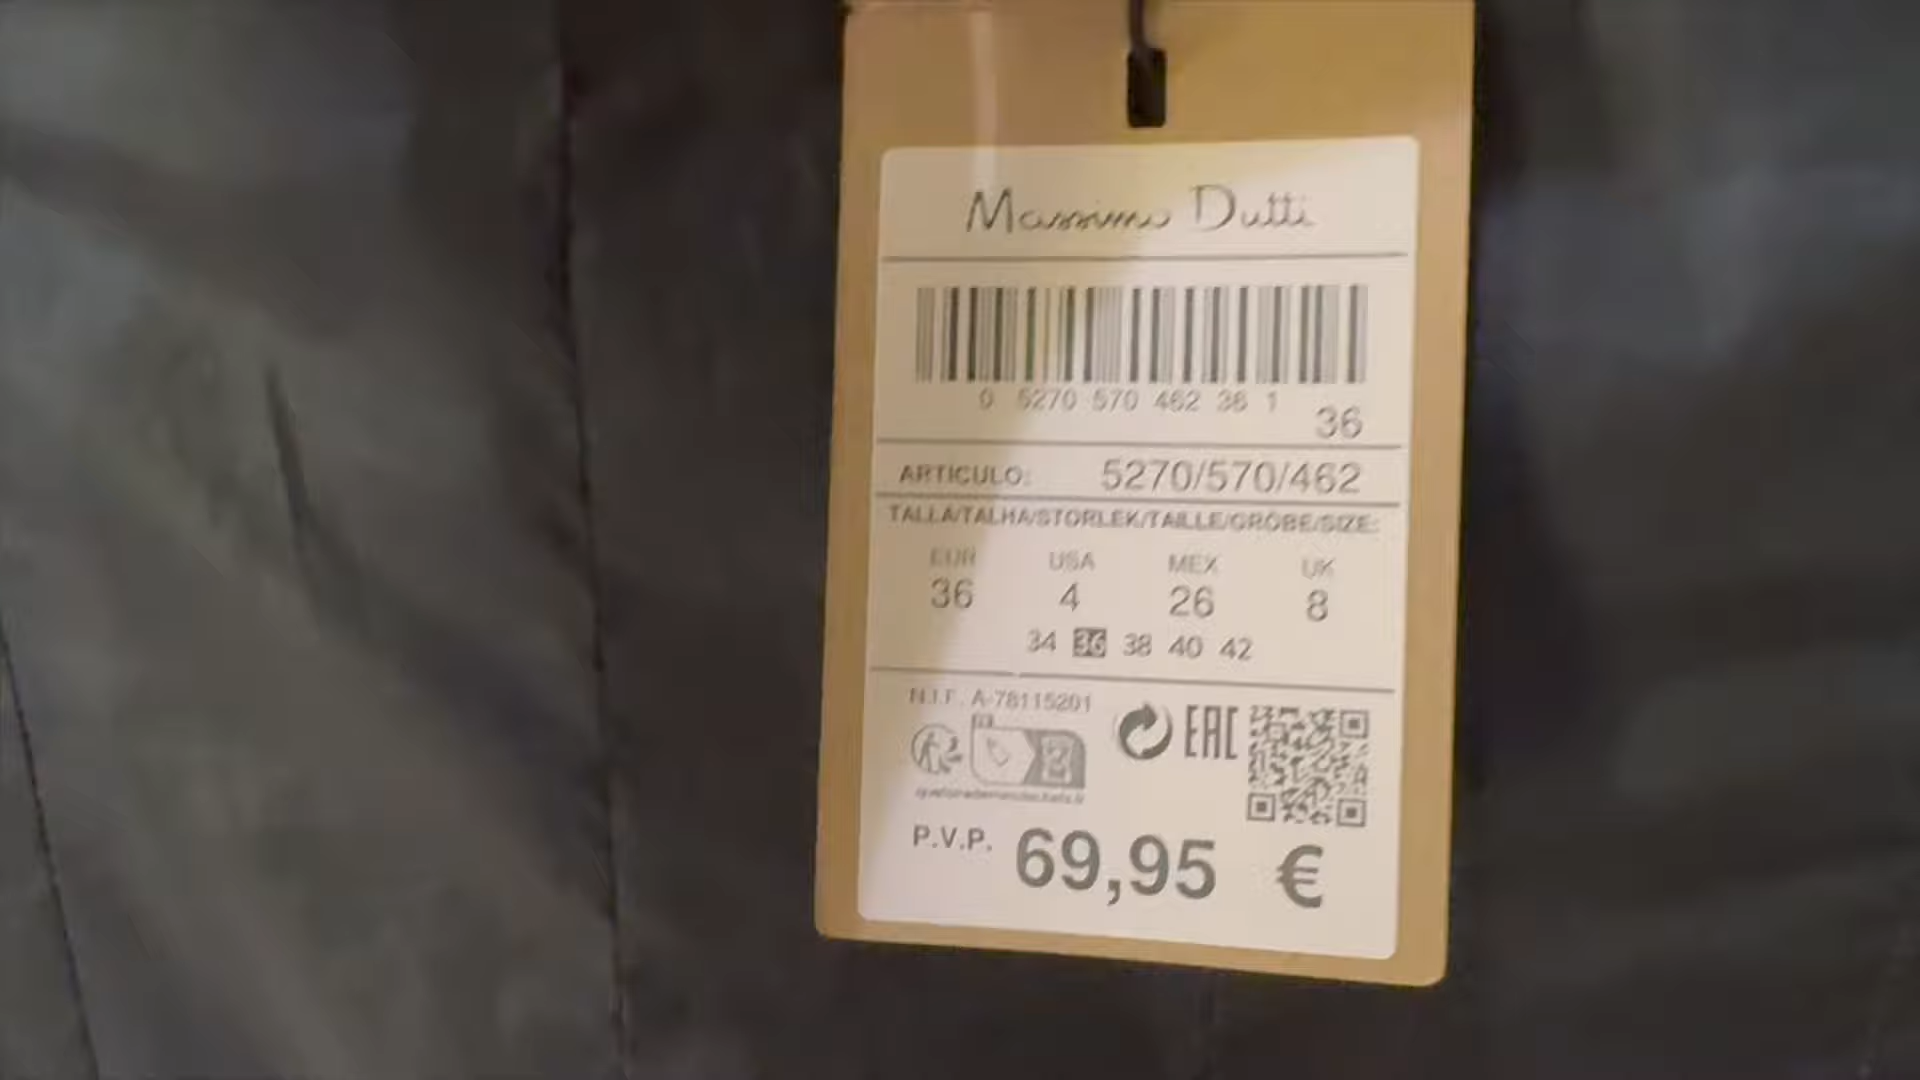 Massimo Dutti
0 5270 570 462 36 1
36
ARTICULO: 5270/570/462
TALLA/TALHA/STORLEK/TAILLE/GRÖBE/SIZE:
EUR USA MEX UK
36 4 26 8
34 36 38 40 42
N.I.F. A-78115201
EAC
P.V.P. 69,95 €